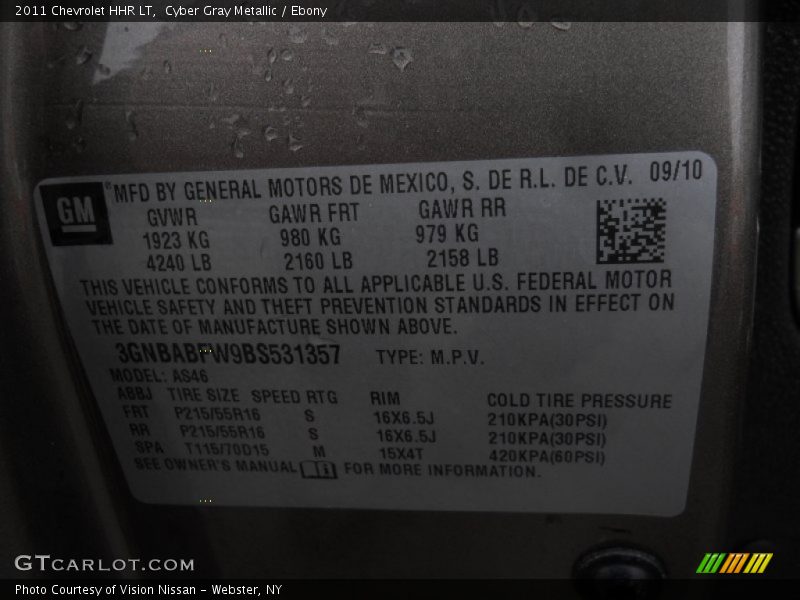 2011 Chevrolet HHR LT,  Cyber Gray Metallic / Ebony
GM
® MFD BY GENERAL MOTORS DE MEXICO, S. DE R.L. DE C.V. 09/10
GVWR GAWR FRT GAWR RR
1923 KG 980 KG 979 KG
4240 LB 2160 LB 2158 LB
THIS VEHICLE CONFORMS TO ALL APPLICABLE U.S. FEDERAL MOTOR
VEHICLE SAFETY AND THEFT PREVENTION STANDARDS IN EFFECT ON
THE DATE OF MANUFACTURE SHOWN ABOVE.
3GNBABFW9BS531357 TYPE: M.P.V.
MODEL: AS46
ABBJ TIRE SIZE SPEED RTG RIM COLD TIRE PRESSURE
FRT P215/55R16 S 16X6.5J 210KPA(30PSI)
RR P215/55R16 S 16X6.5J 210KPA(30PSI)
SPA T115/70D15 M 15X4T 420KPA(60PSI)
SEE OWNER'S MANUAL FOR MORE INFORMATION.
GTCARLOT.COM
Photo Courtesy of Vision Nissan - Webster, NY